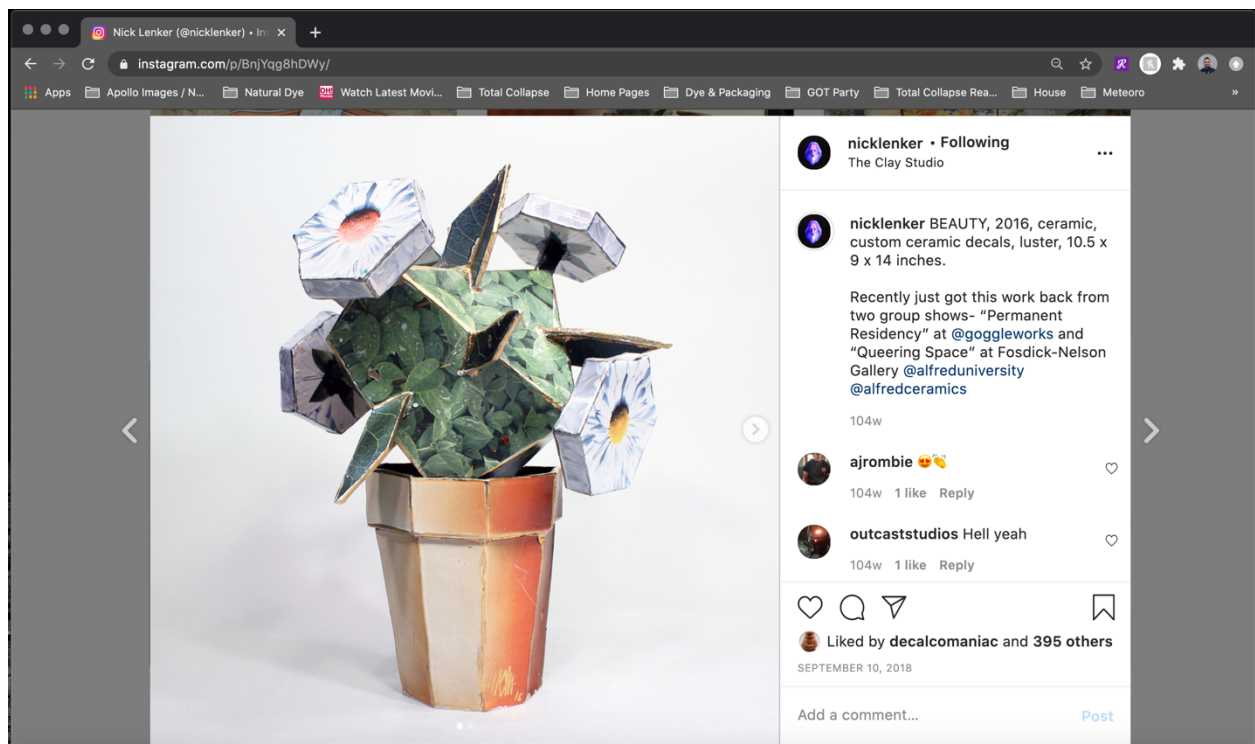 Nick Lenker (@nicklenker) • In
instagram.com/p/BnjYqg8hDWy/
Apps
Apollo Images / N...
Natural Dye
OH!
Watch Latest Movi...
Total Collapse
Home Pages
Dye & Packaging
GOT Party
Total Collapse Rea...
House
Meteoro
»
nicklenker • Following
The Clay Studio
nicklenker BEAUTY, 2016, ceramic,
custom ceramic decals, luster, 10.5 x
9 x 14 inches.
Recently just got this work back from
two group shows- “Permanent
Residency” at @goggleworks and
“Queering Space” at Fosdick-Nelson
Gallery @alfreduniversity
@alfredceramics
104w
ajrombie 😍👏
104w 1 like Reply
outcaststudios Hell yeah
104w 1 like Reply
Liked by decalcomaniac and 395 others
SEPTEMBER 10, 2018
Add a comment...
Post